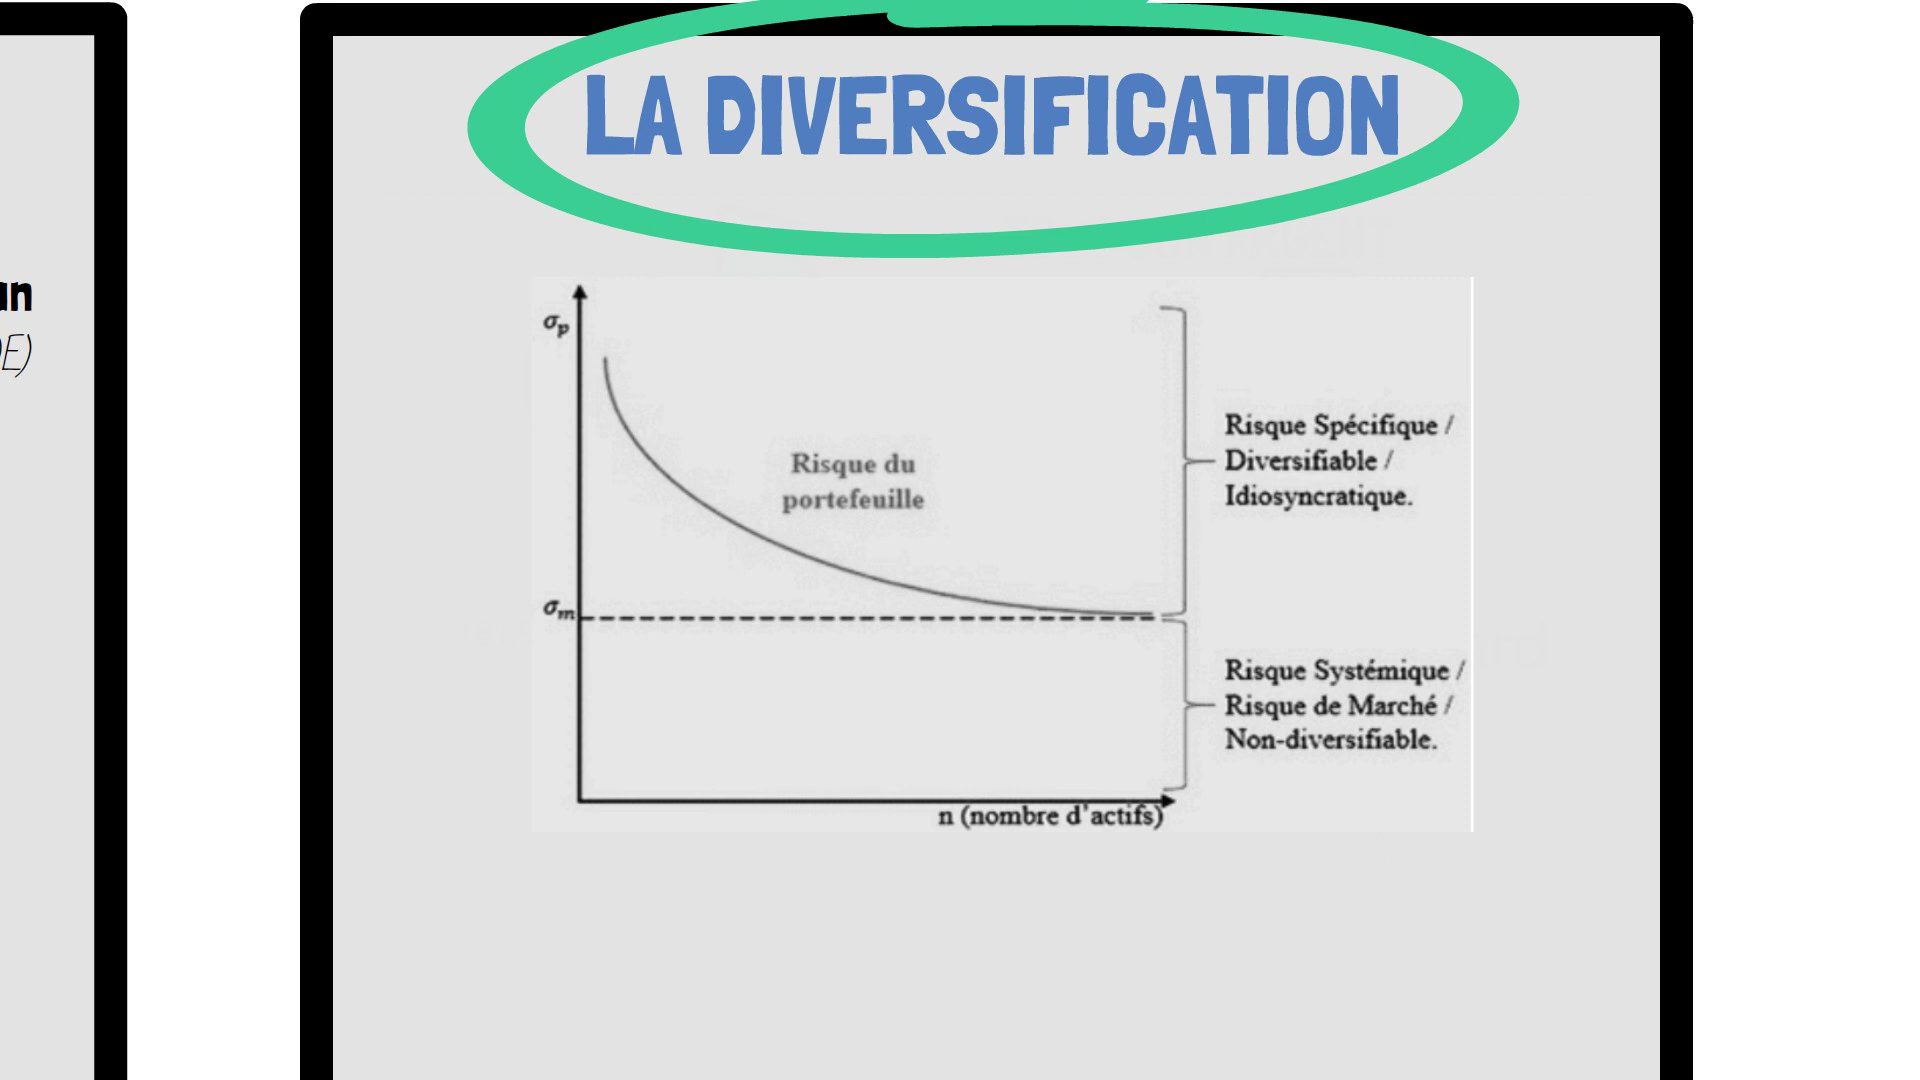 un
DE)
LA DIVERSIFICATION
σp
Risque du
portefeuille
Risque Spécifique /
Diversifiable /
Idiosyncratique.
σm
Risque Systémique /
Risque de Marché /
Non-diversifiable.
n (nombre d'actifs)